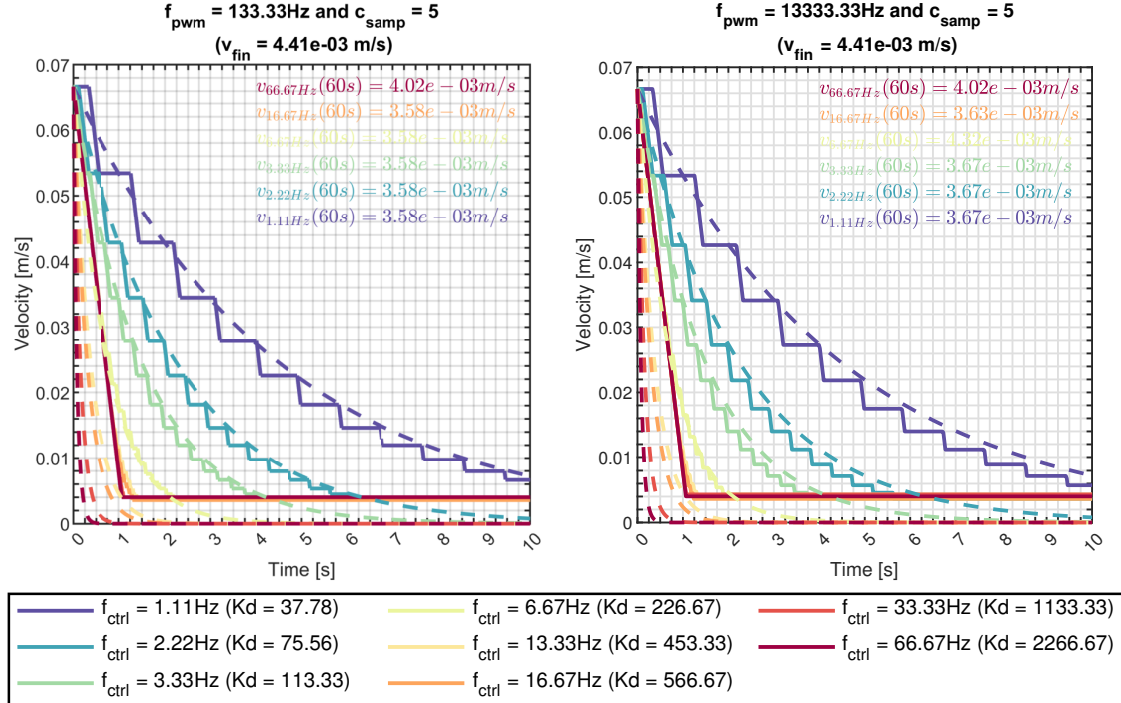 f_pwm = 133.33Hz and c_samp = 5
(v_fin = 4.41e-03 m/s)
0.07
0.06
0.05
0.04
0.03
0.02
0.01
0
Velocity [m/s]
v_66.67Hz(60s) = 4.02e − 03m/s
v_16.67Hz(60s) = 3.58e − 03m/s
(60s) = 3.58e − 03m/s
v_3.33Hz(60s) = 3.58e − 03m/s
v_2.22Hz(60s) = 3.58e − 03m/s
v_1.11Hz(60s) = 3.58e − 03m/s
0 1 2 3 4 5 6 7 8 9 10
Time [s]
f_pwm = 13333.33Hz and c_samp = 5
(v_fin = 4.41e-03 m/s)
0.07
0.06
0.05
0.04
0.03
0.02
0.01
0
Velocity [m/s]
v_66.67Hz(60s) = 4.02e − 03m/s
v_16.67Hz(60s) = 3.63e − 03m/s
(60s) = − 03m/s
v_3.33Hz(60s) = 3.67e − 03m/s
v_2.22Hz(60s) = 3.67e − 03m/s
v_1.11Hz(60s) = 3.67e − 03m/s
0 1 2 3 4 5 6 7 8 9 10
Time [s]
f_ctrl = 1.11Hz (Kd = 37.78)
f_ctrl = 2.22Hz (Kd = 75.56)
f_ctrl = 3.33Hz (Kd = 113.33)
f_ctrl = 6.67Hz (Kd = 226.67)
f_ctrl = 13.33Hz (Kd = 453.33)
f_ctrl = 16.67Hz (Kd = 566.67)
f_ctrl = 33.33Hz (Kd = 1133.33)
f_ctrl = 66.67Hz (Kd = 2266.67)